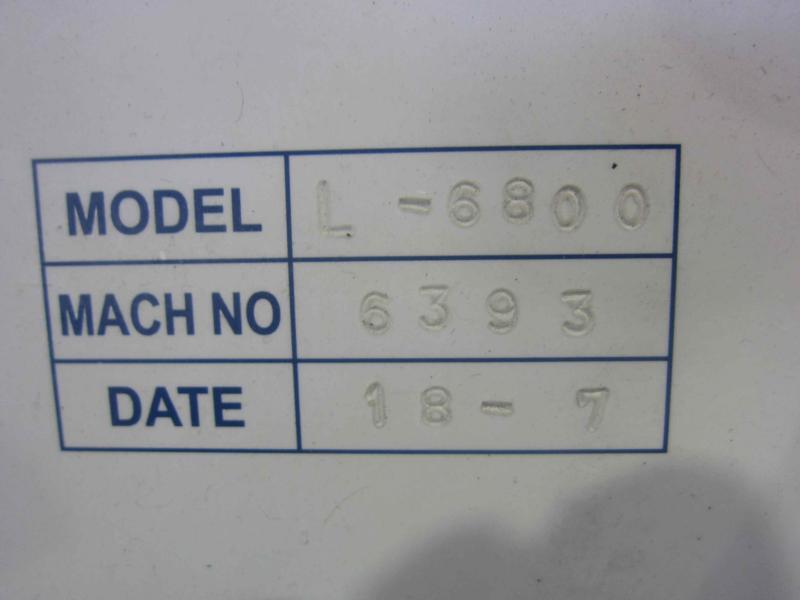 MODEL L-6800
MACH NO 6393
DATE 18-7